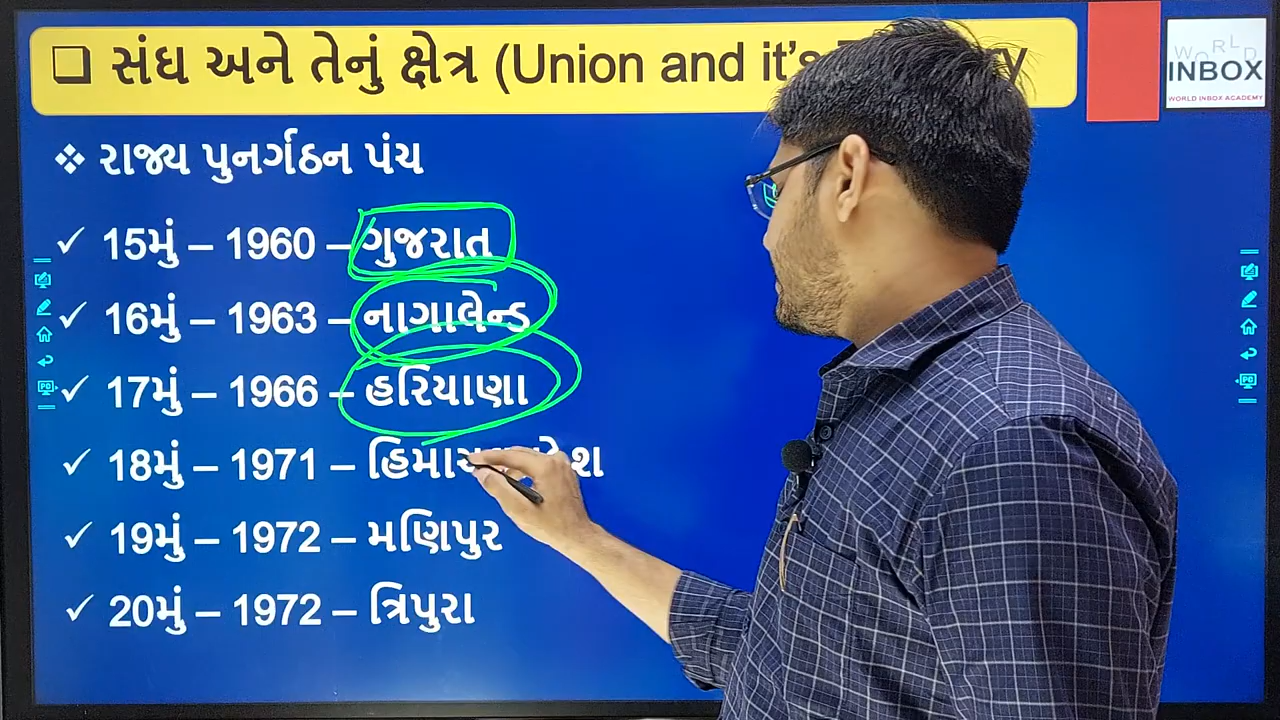 ❑ સંઘ અને તેનું ક્ષેત્ર (Union and it's
WORLD
INBOX
WORLD INBOX ACADEMY
❖ રાજ્ય પુનર્ગઠન પંચ
✓ 15મું – 1960 – ગુજરાત
✓ 16મું – 1963 – નાગાલેન્ડ
✓ 17મું – 1966 – હરિયાણા
✓ 18મું – 1971 –
✓ 19મું – 1972 – મણિપુર
✓ 20મું – 1972 – ત્રિપુરા